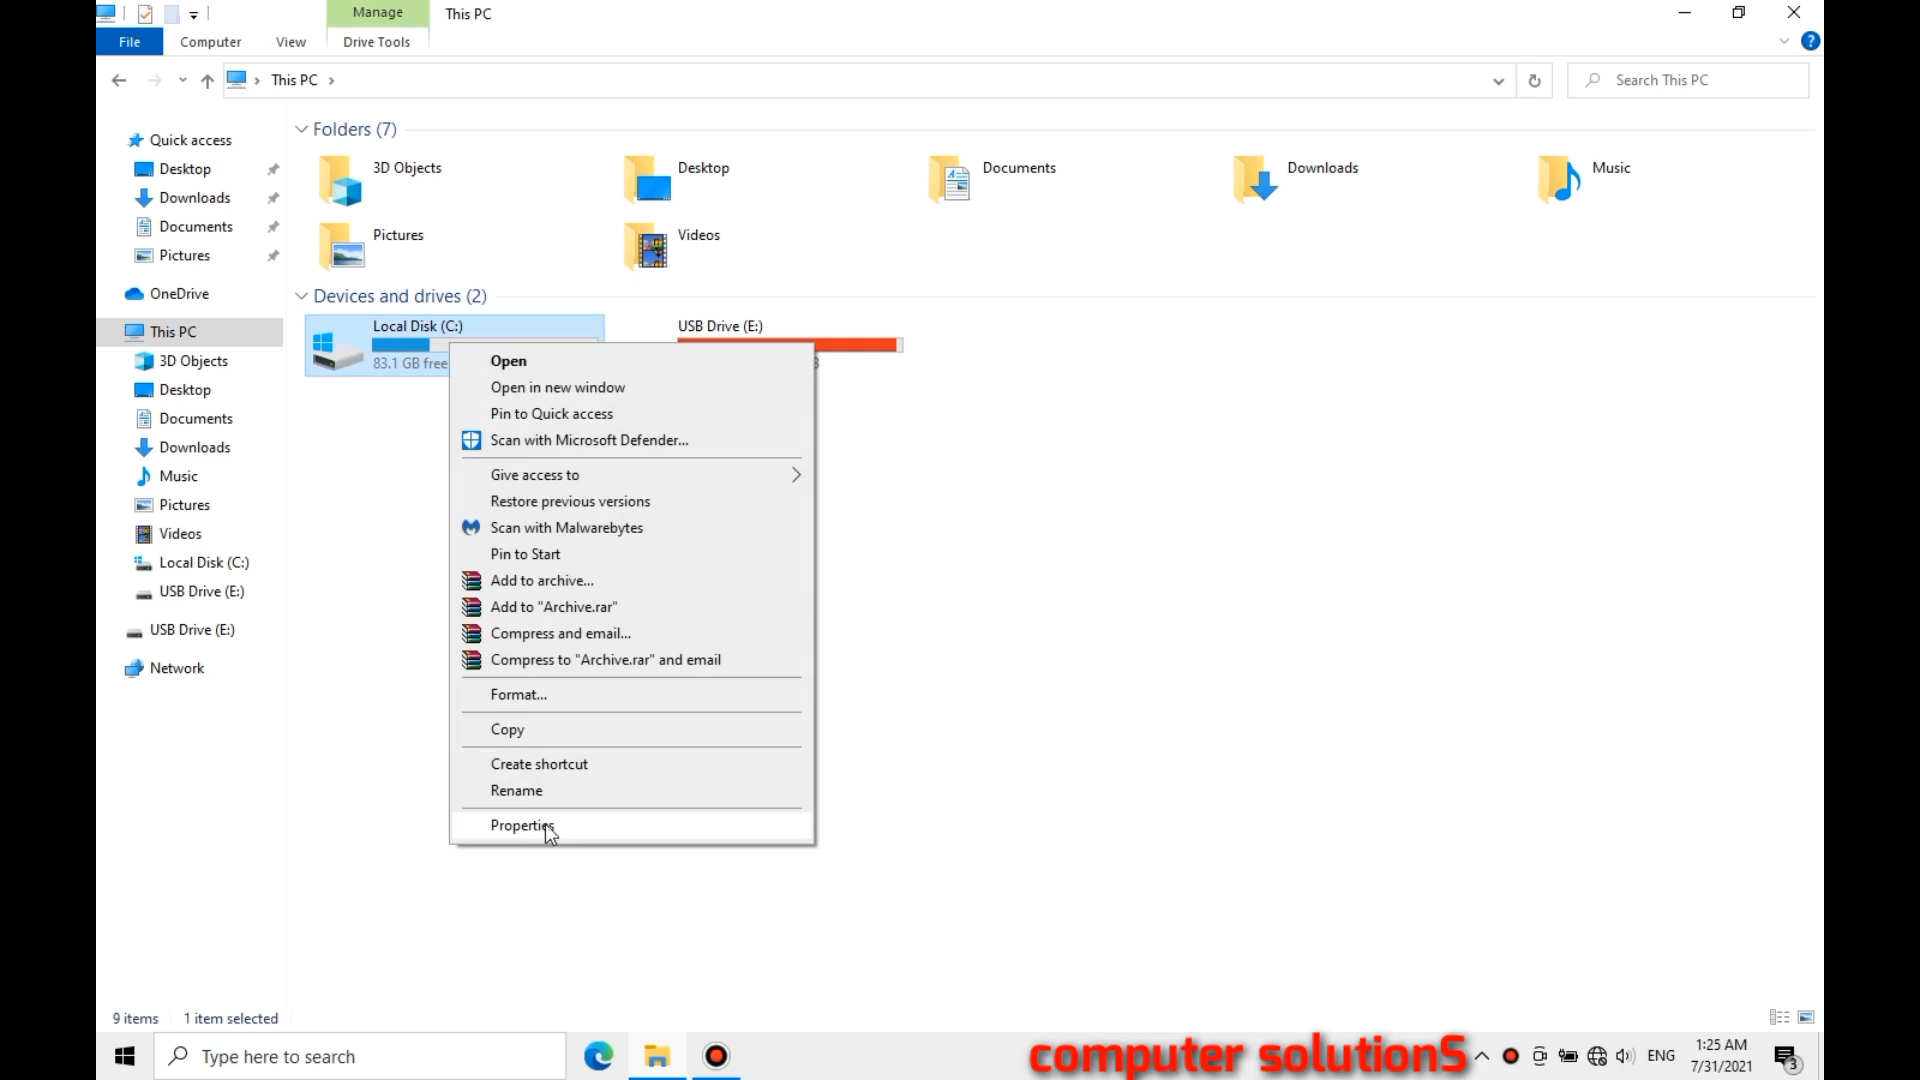 Manage
This PC
File
Computer
View
Drive Tools
This PC
Search This PC
Quick access
Desktop
Downloads
Documents
Pictures
OneDrive
This PC
3D Objects
Desktop
Documents
Downloads
Music
Pictures
Videos
Local Disk (C:)
USB Drive (E:)
USB Drive (E:)
Network
Folders (7)
3D Objects
Desktop
Documents
Downloads
Music
Pictures
Videos
Devices and drives (2)
Local Disk (C:)
83.1 GB free
USB Drive (E:)
Open
Open in new window
Pin to Quick access
Scan with Microsoft Defender...
Give access to
Restore previous versions
Scan with Malwarebytes
Pin to Start
Add to archive...
Add to "Archive.rar"
Compress and email...
Compress to "Archive.rar" and email
Format...
Copy
Create shortcut
Rename
Properties
9 items
1 item selected
Type here to search
computer solutionS
ENG
1:25 AM
7/31/2021
3